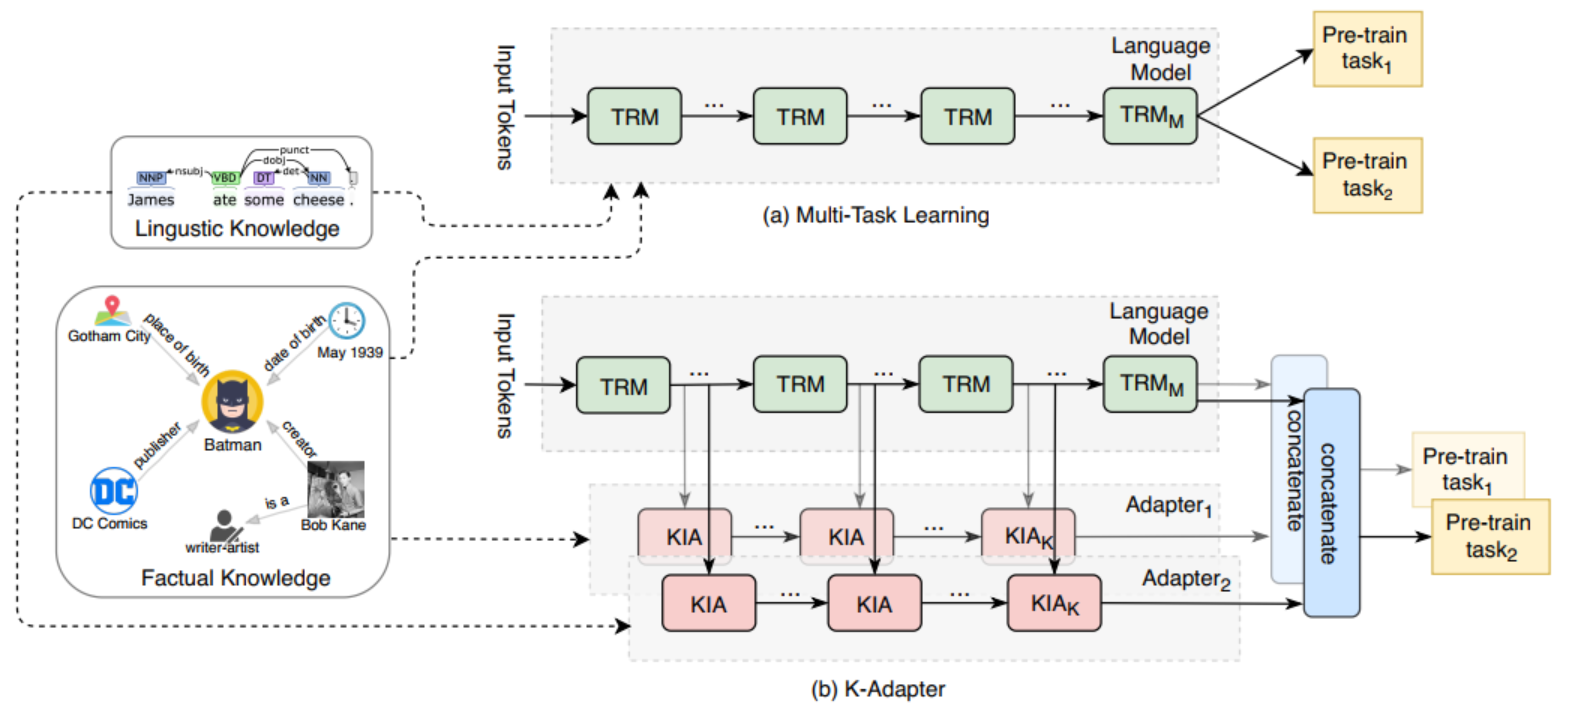 Input Tokens
Language
Model
TRM
...
TRM
...
TRM
...
TRM_M
Pre-train
task_1
Pre-train
task_2
(a) Multi-Task Learning
punct
dobj
nsubj
det
NNP
VBD
DT
NN
.
James ate some cheese .
Lingustic Knowledge
Gotham City
place of birth
date of birth
May 1939
Batman
publisher
creator
DC
DC Comics
is a
Bob Kane
writer-artist
Factual Knowledge
Input Tokens
Language
Model
TRM
...
TRM
...
TRM
...
TRM_M
Adapter_1
KIA
...
KIA
...
KIA_K
Adapter_2
KIA
...
KIA
...
KIA_K
concatenate
concatenate
Pre-train
task_1
Pre-train
task_2
(b) K-Adapter